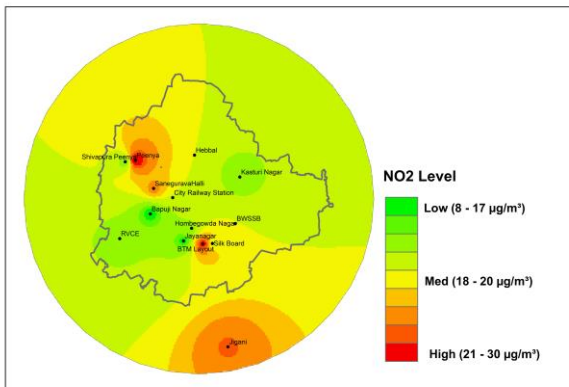 Hebbal
Shivapura Peenya
Peenya
Kasturi Nagar
SaneguravaHalli
City Railway Station
Bapuji Nagar
BWSSB
Hombegowda Nagar
RVCE
Jayanagar
Silk Board
BTM Layout
Jigani
NO2 Level
Low (8 - 17 µg/m³)
Med (18 - 20 µg/m³)
High (21 - 30 µg/m³)